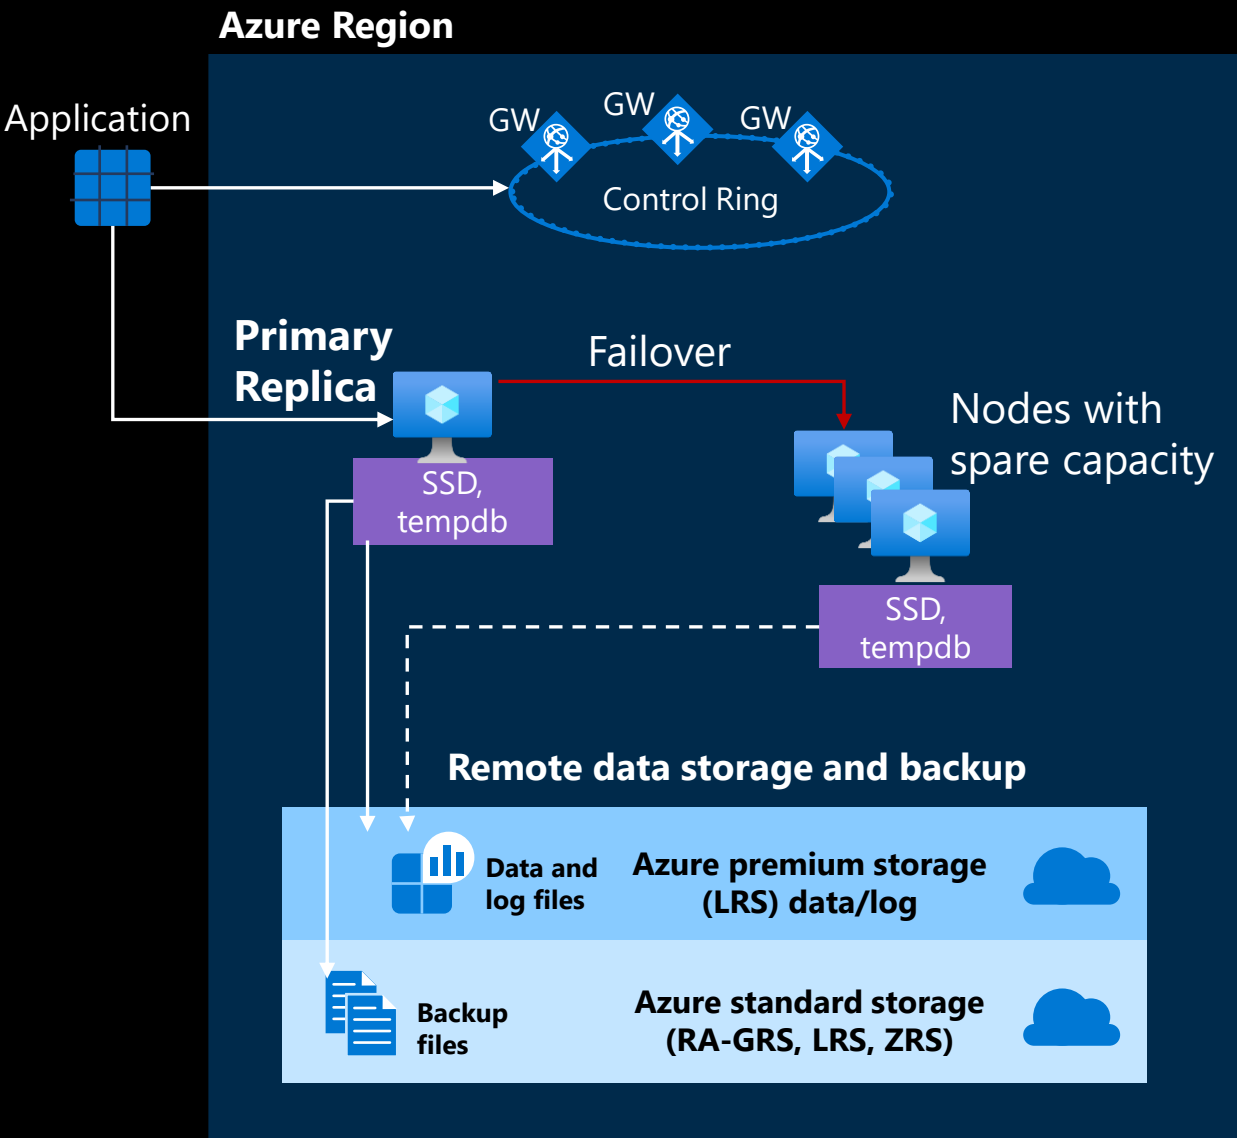 Azure Region
Application
GW
GW
GW
Control Ring
Primary
Replica
Failover
Nodes with
spare capacity
SSD,
tempdb
SSD,
tempdb
Remote data storage and backup
Data and
log files
Azure premium storage
(LRS) data/log
Backup
files
Azure standard storage
(RA-GRS, LRS, ZRS)